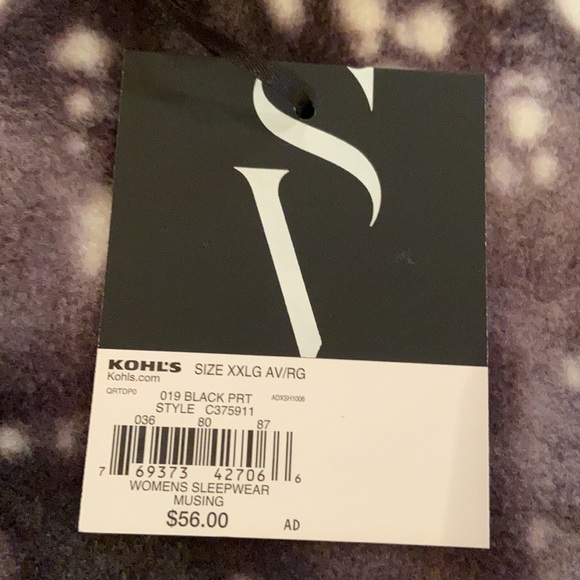 KOHL'S SIZE XXLG AV/RG
Kohls.com
QRTDP0 019 BLACK PRT ADXSH1006
STYLE C375911
036 80 87
7 69373 42706 6
WOMENS SLEEPWEAR
MUSING
$56.00 AD